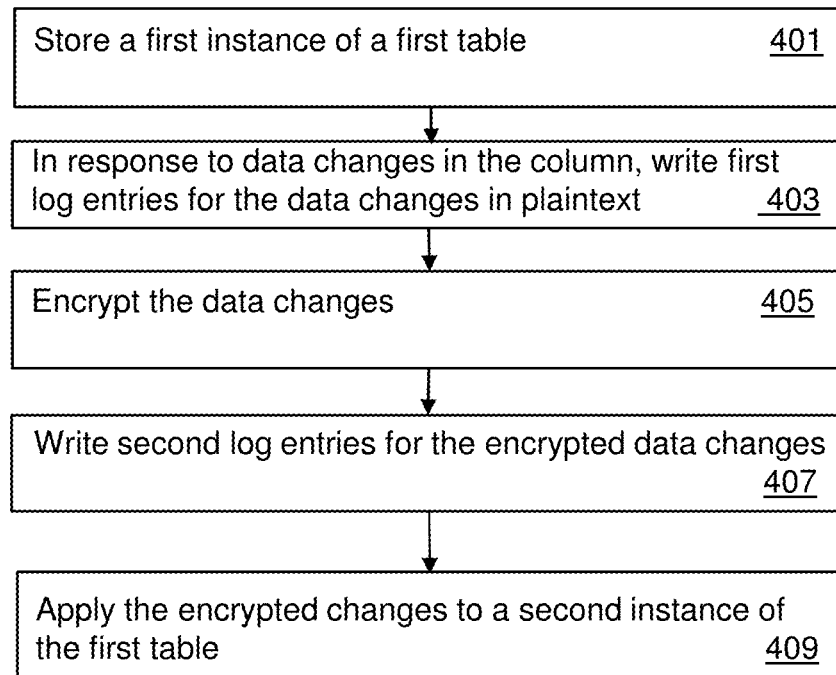 Store a first instance of a first table 401
In response to data changes in the column, write first
log entries for the data changes in plaintext 403
Encrypt the data changes 405
Write second log entries for the encrypted data changes
407
Apply the encrypted changes to a second instance of
the first table 409